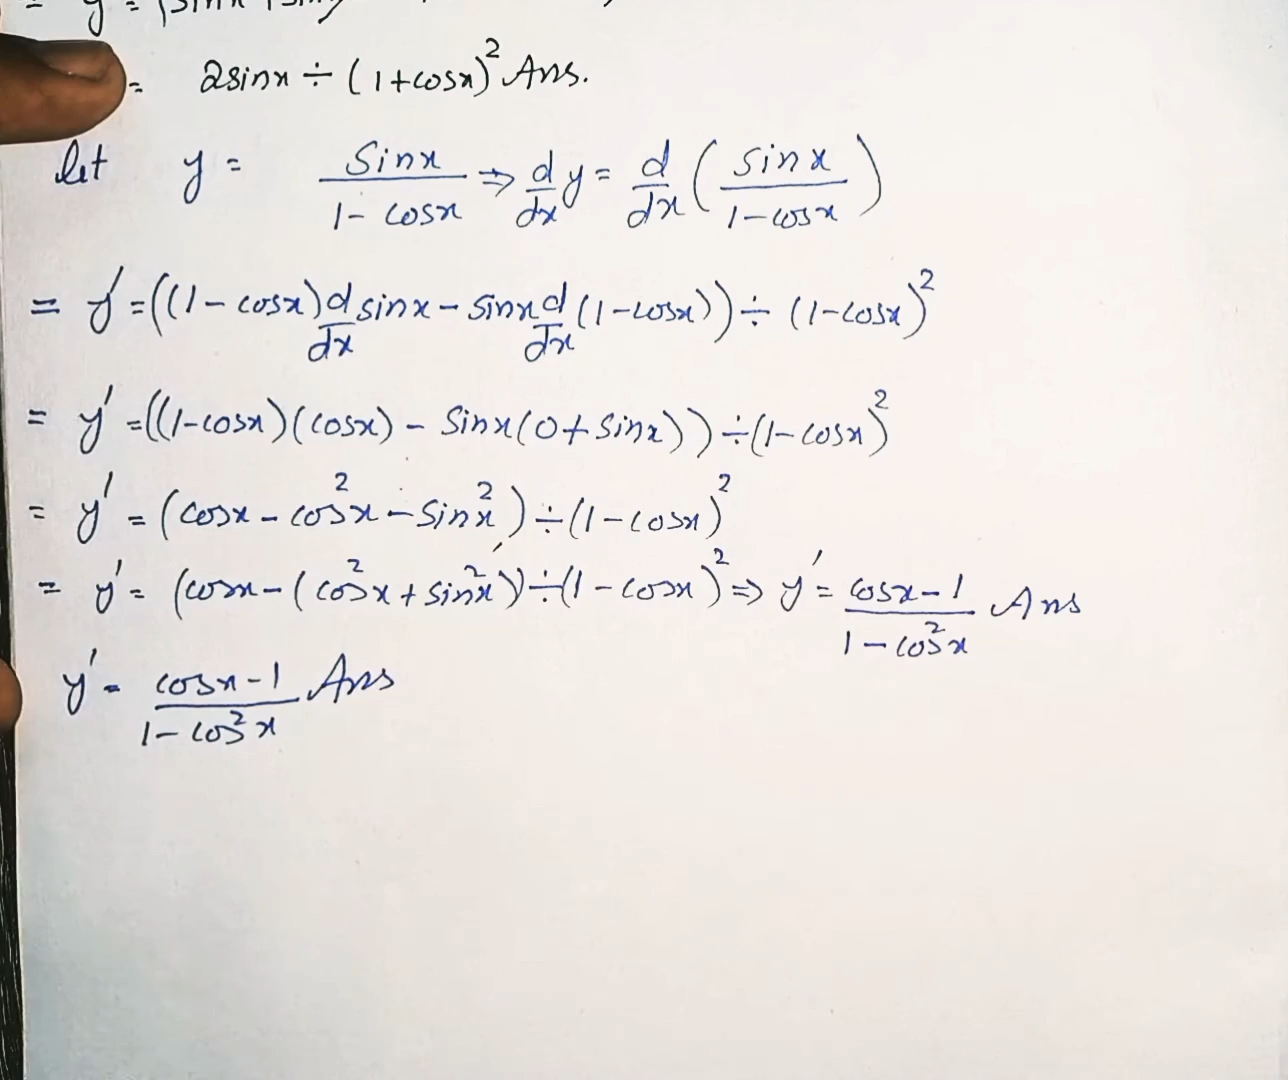 = 2sinx ÷ (1+cosx)² Ans.
let y = Sinx / 1- cosx ⇒ d/dx y = d/dx ( sinx / 1-cosx )
= y' = ((1-cosx) d/dx sinx - sinx d/dx (1-cosx)) ÷ (1-cosx)²
= y' = ((1-cosx)(cosx) - Sinx(0+Sinx)) ÷ (1-cosx)²
= y' = (cosx - cos²x - Sin²x) ÷ (1-cosx)²
= y' = (cosx - (cos²x + sin²x)) ÷ (1-cosx)² ⇒ y' = cosx-1 / 1-cos²x Ans
y' = cosx-1 / 1-cos²x Ans